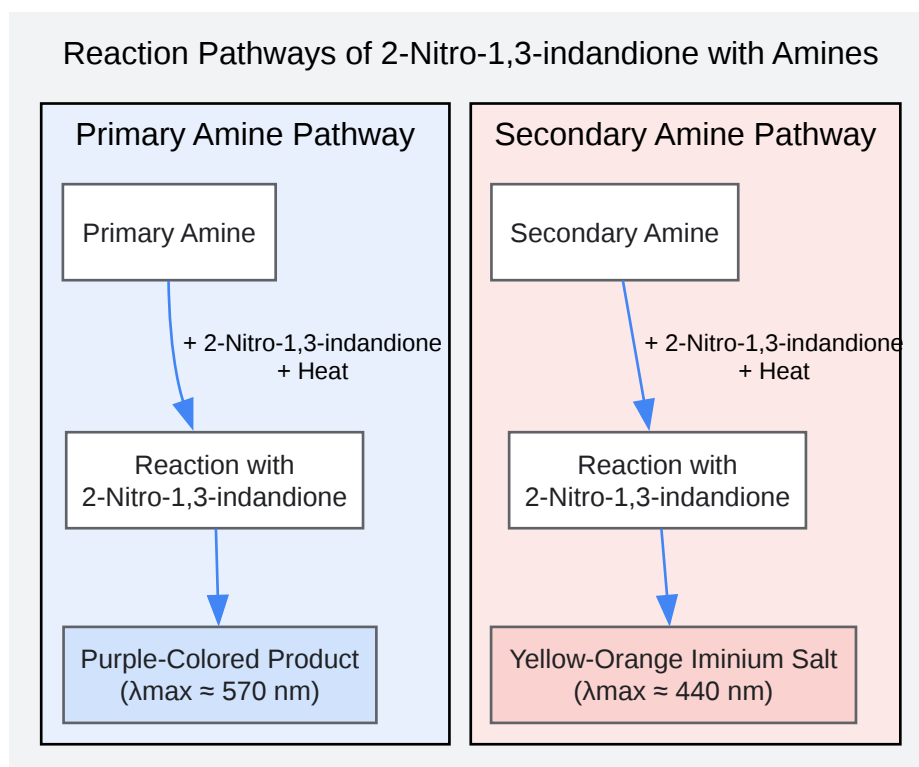 Reaction Pathways of 2-Nitro-1,3-indandione with Amines
Primary Amine Pathway
Primary Amine
+ 2-Nitro-1,3-indandione
+ Heat
Reaction with
2-Nitro-1,3-indandione
Purple-Colored Product
(λmax ≈ 570 nm)
Secondary Amine Pathway
Secondary Amine
+ 2-Nitro-1,3-indandione
+ Heat
Reaction with
2-Nitro-1,3-indandione
Yellow-Orange Iminium Salt
(λmax ≈ 440 nm)